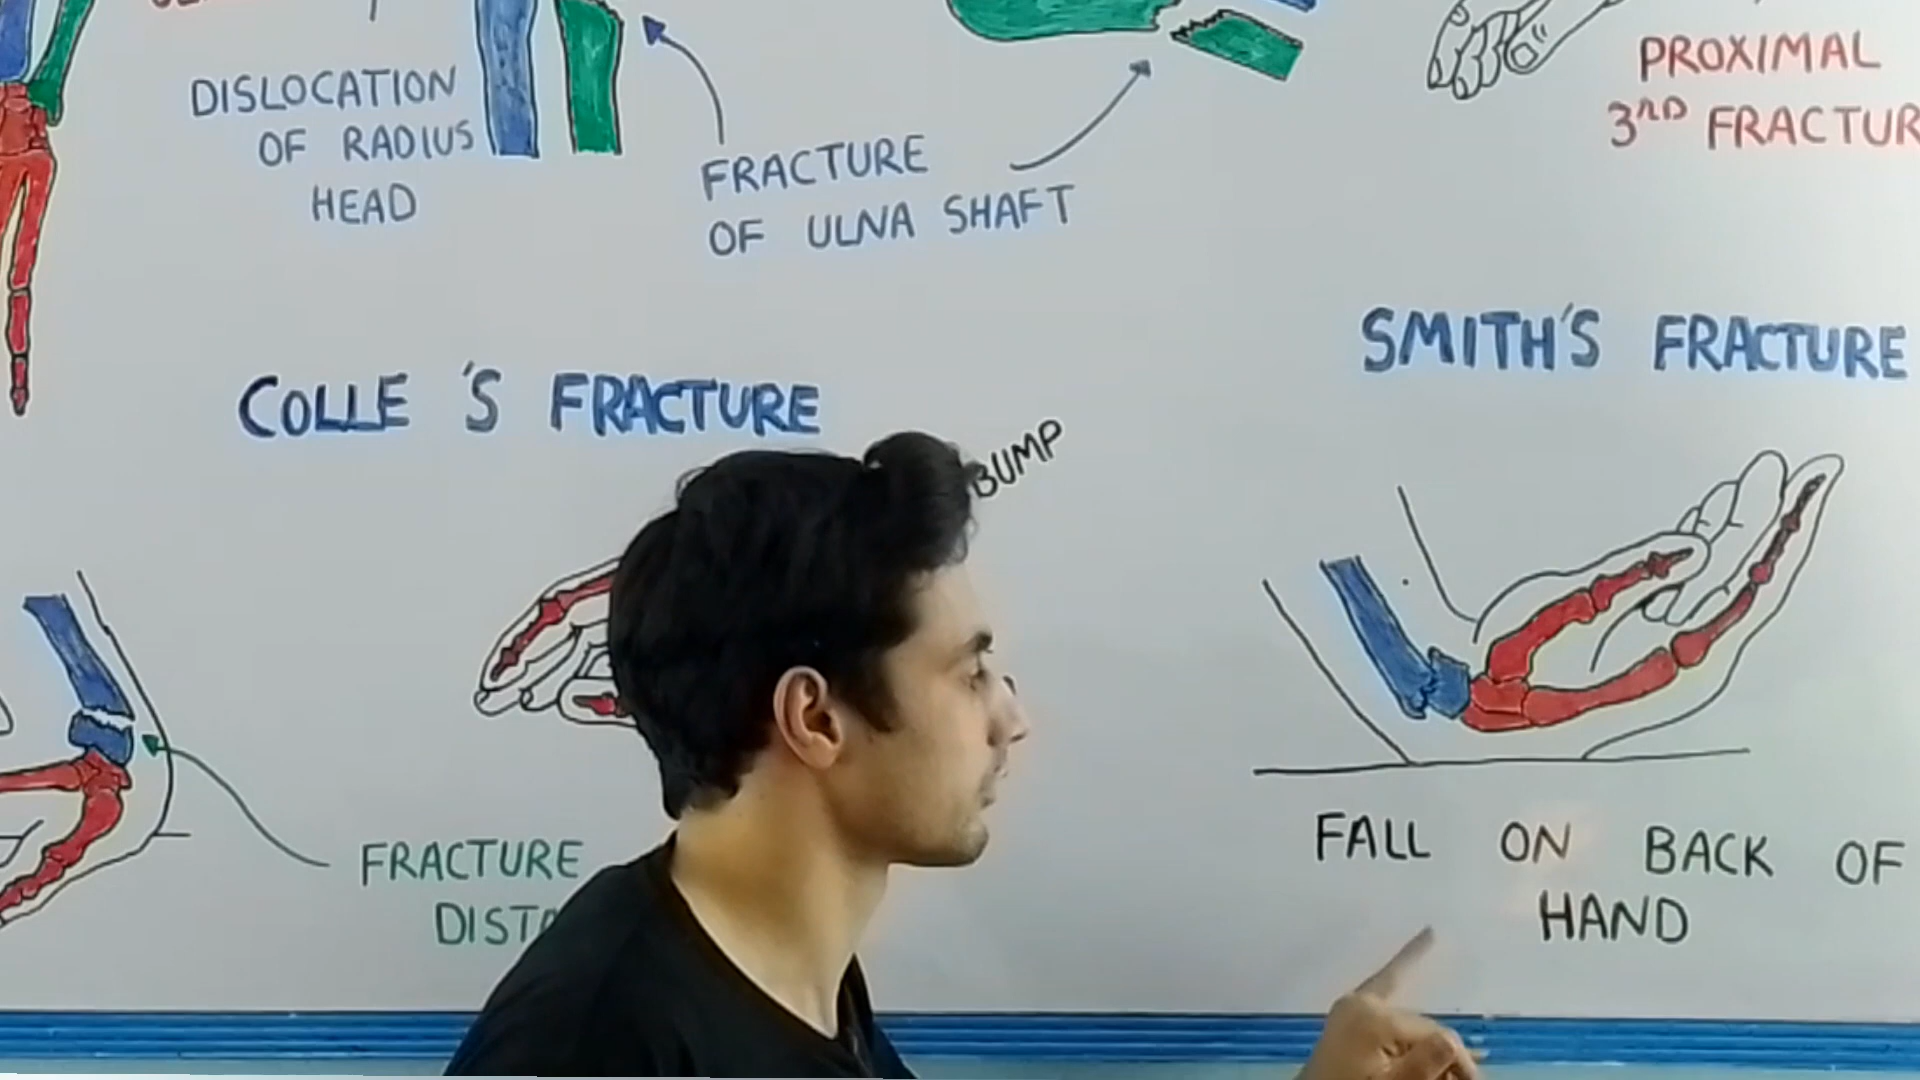 DISLOCATION
OF RADIUS
HEAD
FRACTURE
OF ULNA SHAFT
PROXIMAL
3RD FRACTUR
COLLE 'S FRACTURE
BUMP
SMITH'S FRACTURE
FRACTURE
DISTA
FALL ON BACK OF
HAND